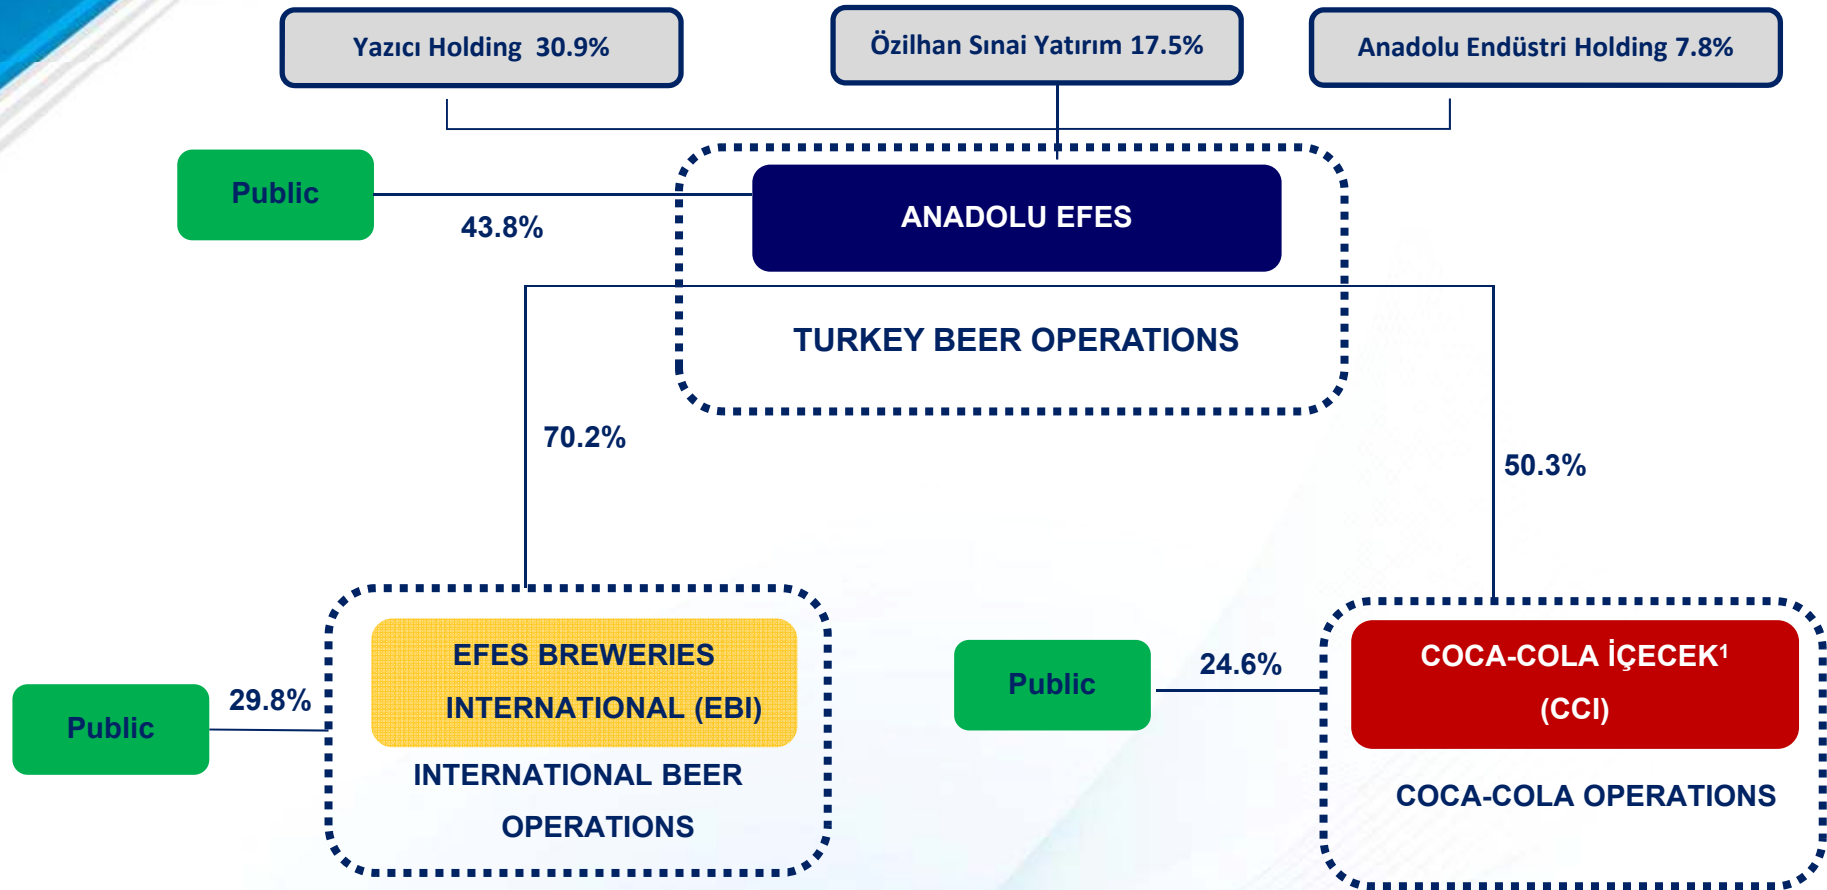 Yazıcı Holding 30.9%
Özilhan Sınai Yatırım 17.5%
Anadolu Endüstri Holding 7.8%
Public
43.8%
ANADOLU EFES
TURKEY BEER OPERATIONS
70.2%
50.3%
Public
29.8%
EFES BREWERIES
INTERNATIONAL (EBI)
INTERNATIONAL BEER
OPERATIONS
Public
24.6%
COCA-COLA İÇECEK¹
(CCI)
COCA-COLA OPERATIONS